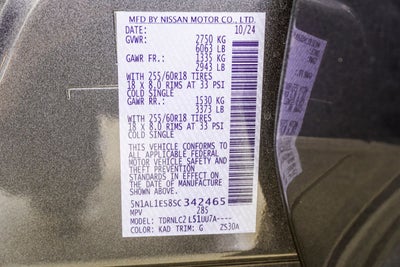 MFD BY NISSAN MOTOR CO., LTD.
DATE: 10/24
GVWR: 2750 KG
6063 LB
GAWR FR.: 1335 KG
2943 LB
WITH 255/60R18 TIRES
18 X 8.0 RIMS AT 33 PSI
COLD SINGLE
GAWR RR.: 1530 KG
3373 LB
WITH 255/60R18 TIRES
18 X 8.0 RIMS AT 33 PSI
COLD SINGLE
THIS VEHICLE CONFORMS TO
ALL APPLICABLE FEDERAL
MOTOR VEHICLE SAFETY AND
THEFT PREVENTION
STANDARDS IN EFFECT ON
THE DATE OF MANUFACTURE
SHOWN ABOVE.
5N1AL1ES8SC342465
MPV 285
MODEL: TDRNLC2 L51UU7A----
COLOR: KAD TRIM: G ZS30A